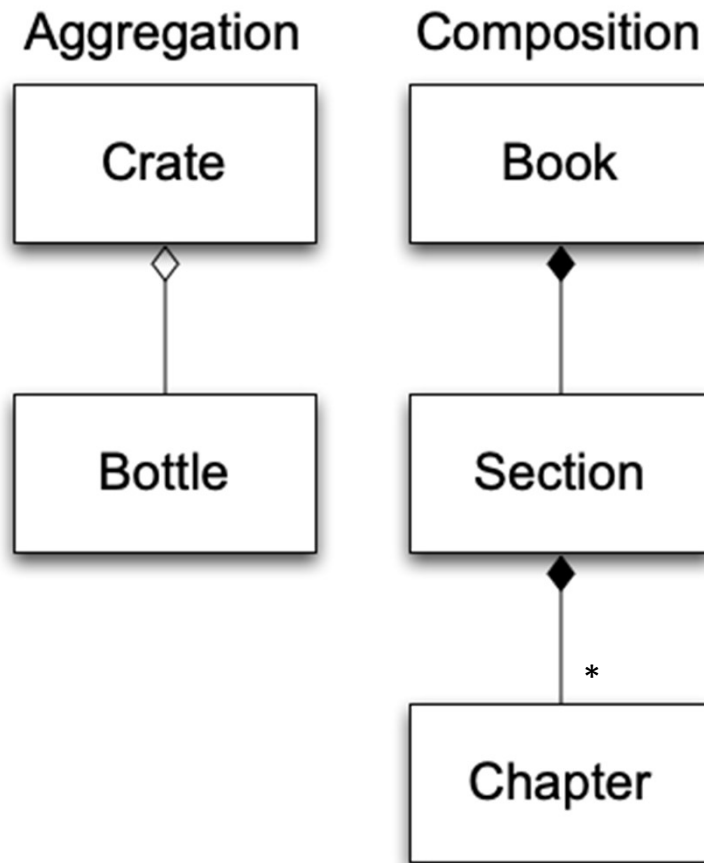 Aggregation
Crate
Bottle
Composition
Book
Section
*
Chapter